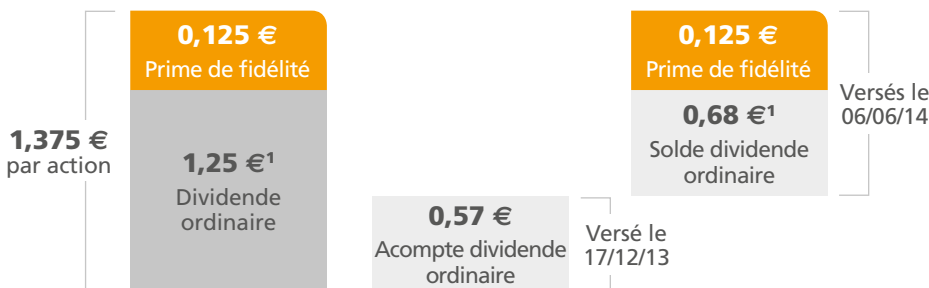 1,375 €
par action
0,125 €
Prime de fidélité
1,25 €¹
Dividende
ordinaire
0,57 €
Acompte dividende
ordinaire
Versé le
17/12/13
0,125 €
Prime de fidélité
0,68 €¹
Solde dividende
ordinaire
Versés le
06/06/14